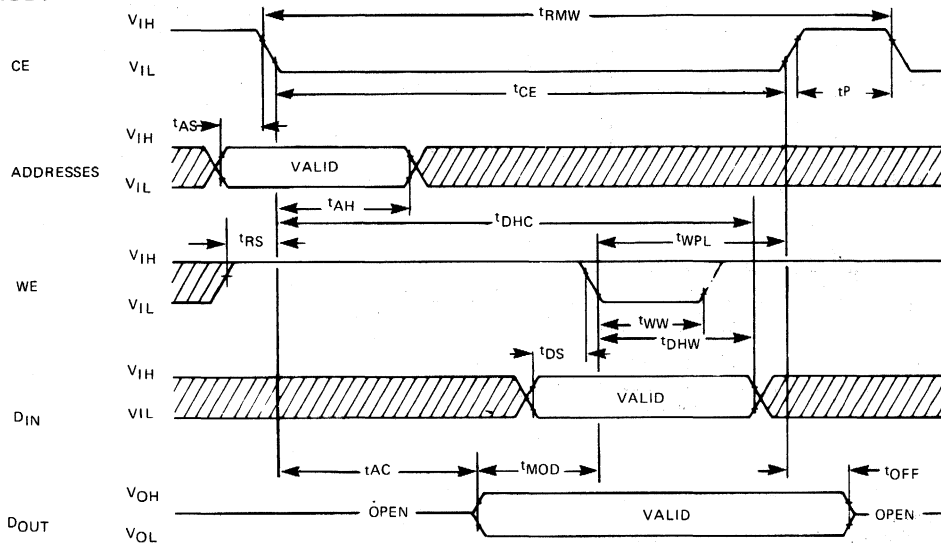 tRMW
VIH
CE
VIL
tCE
tP
tAS
VIH
ADDRESSES
VALID
VIL
tAH
tDHC
tRS
tWPL
VIH
WE
VIL
tWW
tDHW
tDS
VIH
DIN
VALID
VIL
tAC
tMOD
tOFF
VOH
DOUT
OPEN
VALID
OPEN
VOL